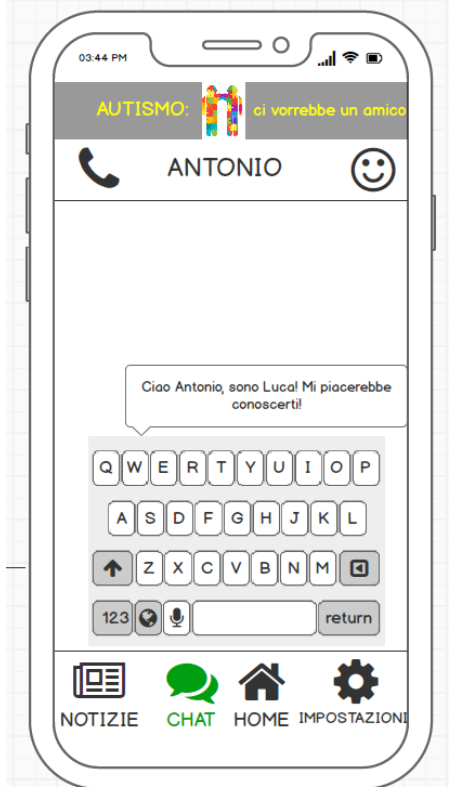 03:44 PM
AUTISMO: ci vorrebbe un amico
ANTONIO
Ciao Antonio, sono Luca! Mi piacerebbe
conoscerti!
Q W E R T Y U I O P
A S D F G H J K L
Z X C V B N M
123 return
NOTIZIE CHAT HOME IMPOSTAZIONI